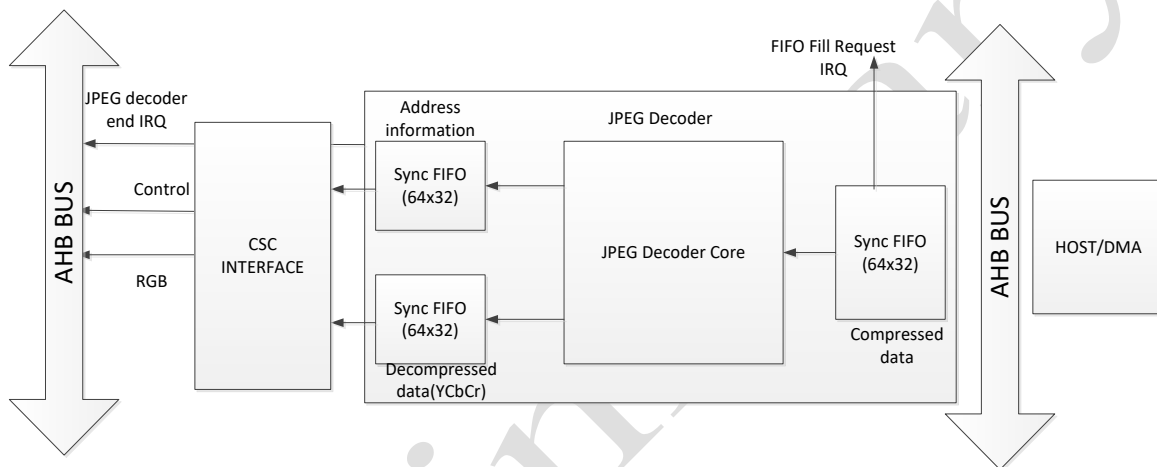 AHB BUS
JPEG decoder
end IRQ
Control
RGB
CSC
INTERFACE
Address
information
Sync FIFO
(64x32)
Sync FIFO
(64x32)
Decompressed
data(YCbCr)
JPEG Decoder
JPEG Decoder Core
FIFO Fill Request
IRQ
Sync FIFO
(64x32)
Compressed
data
AHB BUS
HOST/DMA